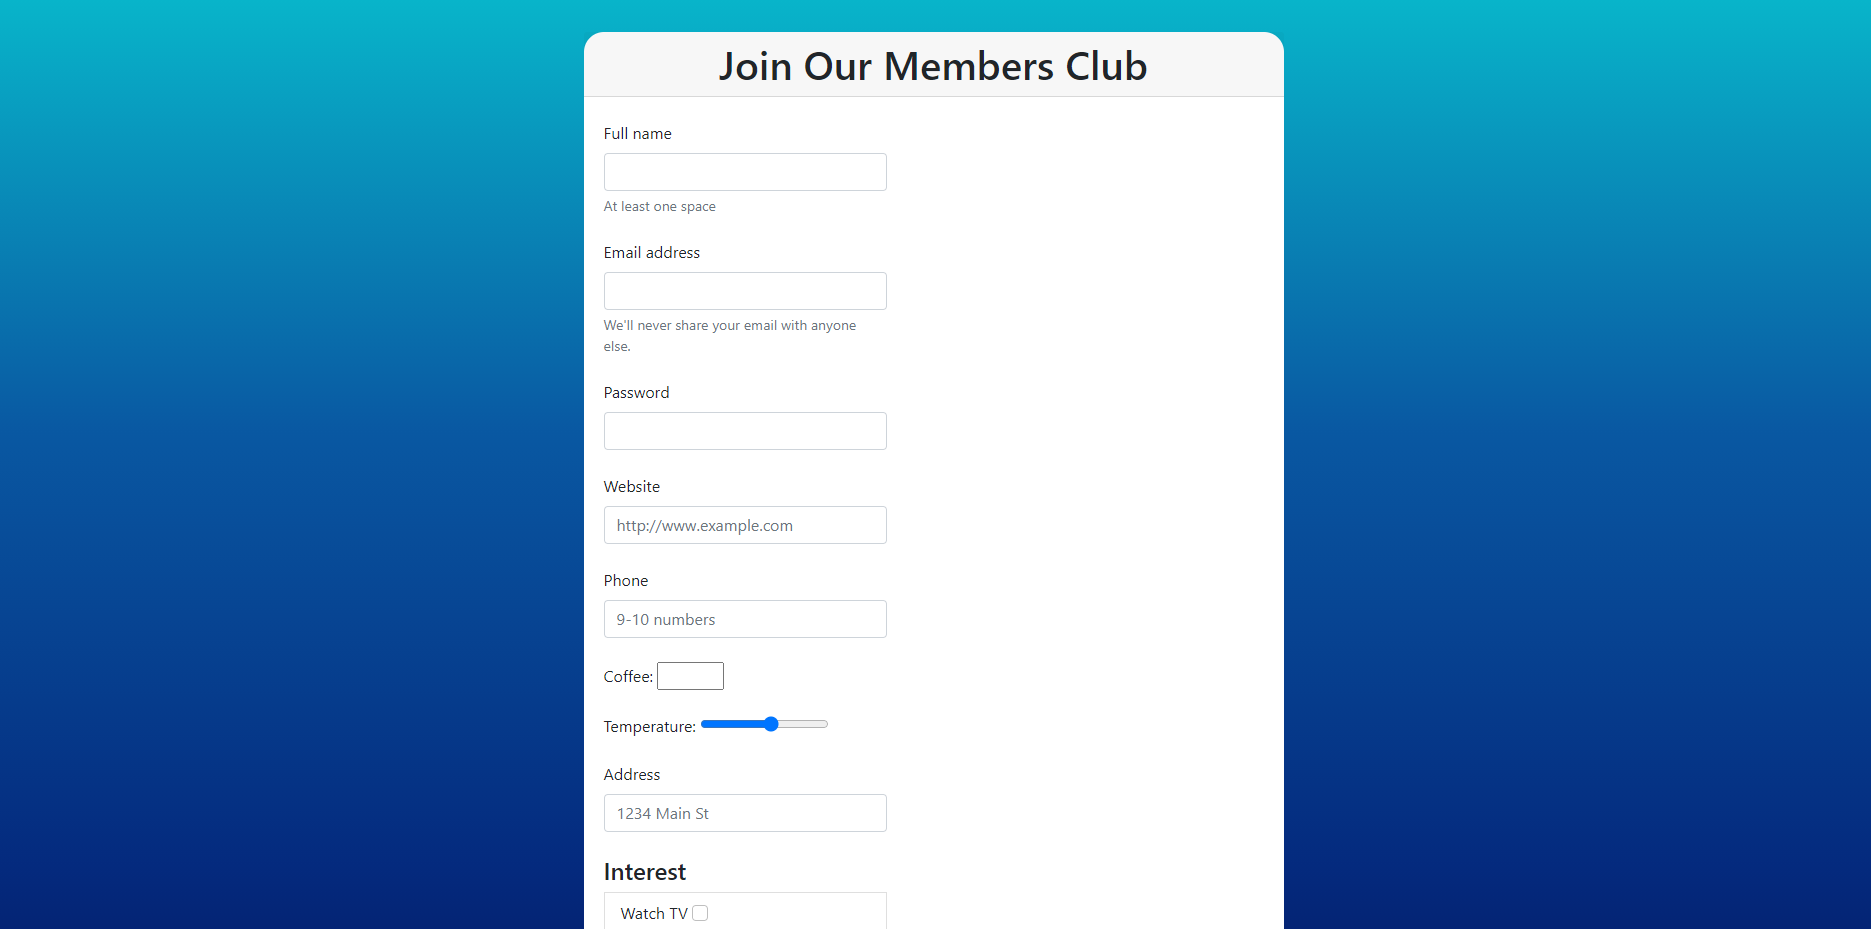 Join Our Members Club
Full name
At least one space
Email address
We'll never share your email with anyone
else.
Password
Website
http://www.example.com
Phone
9-10 numbers
Coffee:
Temperature:
Address
1234 Main St
Interest
Watch TV